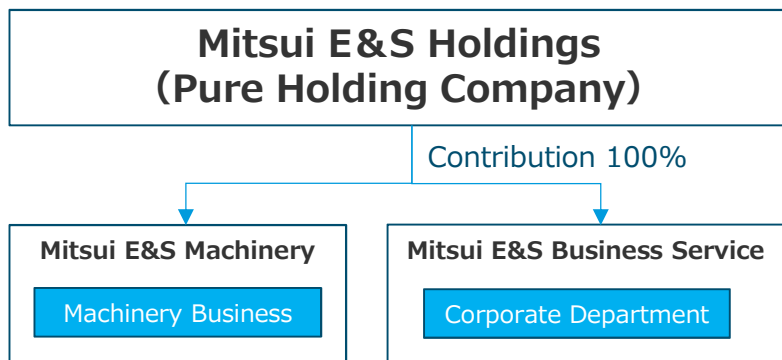 Mitsui E&S Holdings
（Pure Holding Company）
Contribution 100%
Mitsui E&S Machinery
Machinery Business
Mitsui E&S Business Service
Corporate Department